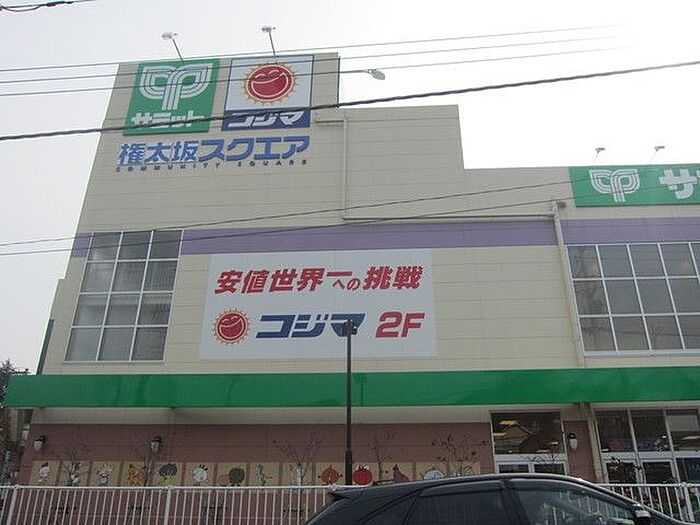 サミット
コジマ
権太坂スクエア
COMMUNITY SQUARE
サ
安値世界一への挑戦
コジマ 2F